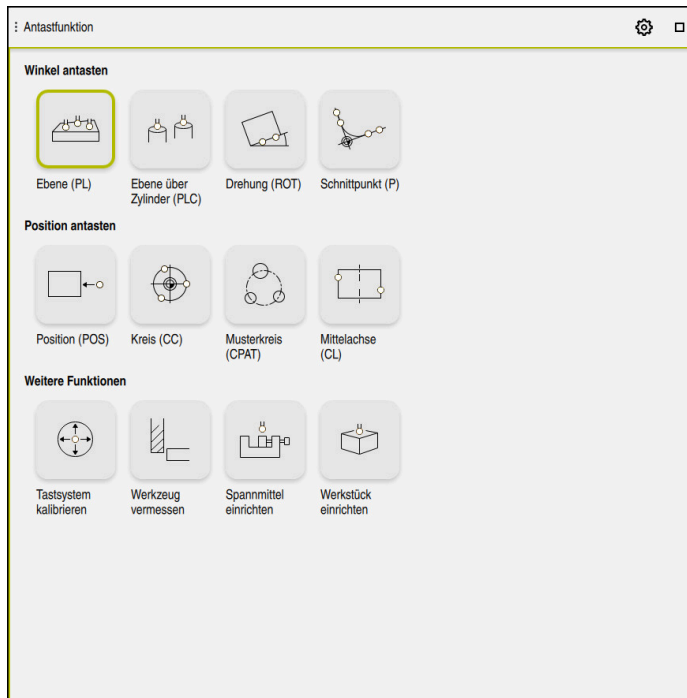 Antastfunktion
Winkel antasten
Ebene (PL)
Ebene über
Zylinder (PLC)
Drehung (ROT)
Schnittpunkt (P)
Position antasten
Position (POS)
Kreis (CC)
Musterkreis
(CPAT)
Mittelachse
(CL)
Weitere Funktionen
Tastsystem
kalibrieren
Werkzeug
vermessen
Spannmittel
einrichten
Werkstück
einrichten